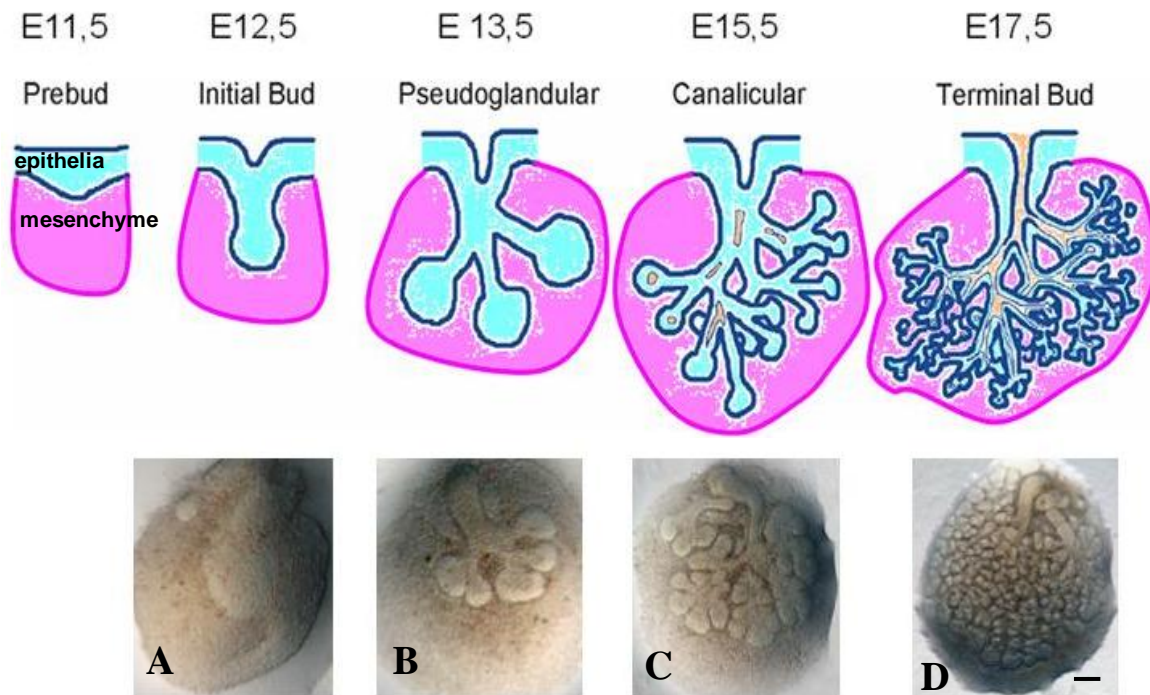 E11,5 E12,5 E 13,5 E15,5 E17,5
Prebud Initial Bud Pseudoglandular Canalicular Terminal Bud
epithelia
mesenchyme
A B C D